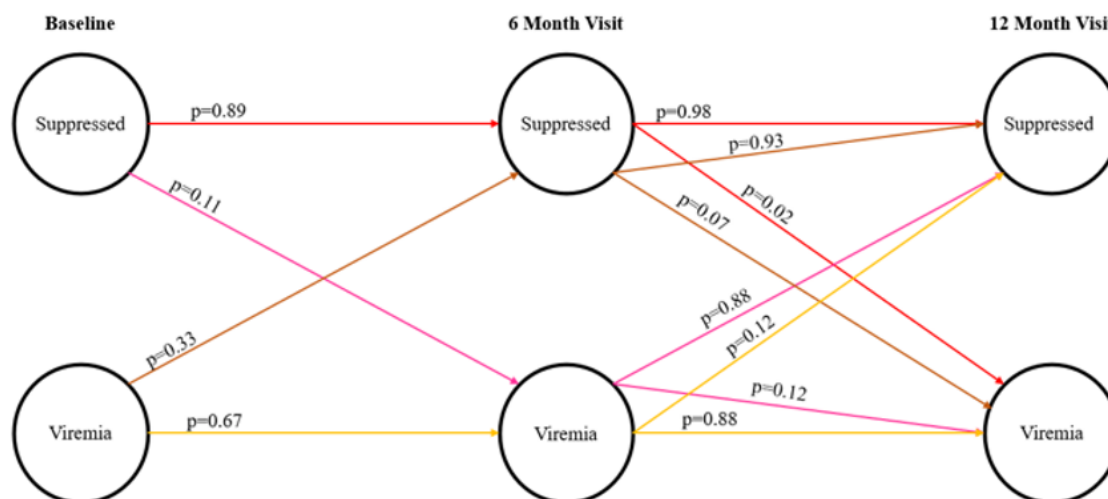 Baseline
6 Month Visit
12 Month Visi
Suppressed
p=0.89
Suppressed
p=0.98
Suppressed
p=0.93
p=0.11
p=0.02
p=0.07
p=0.33
p=0.88
p=0.12
Viremia
p=0.67
Viremia
p=0.12
p=0.88
Viremia